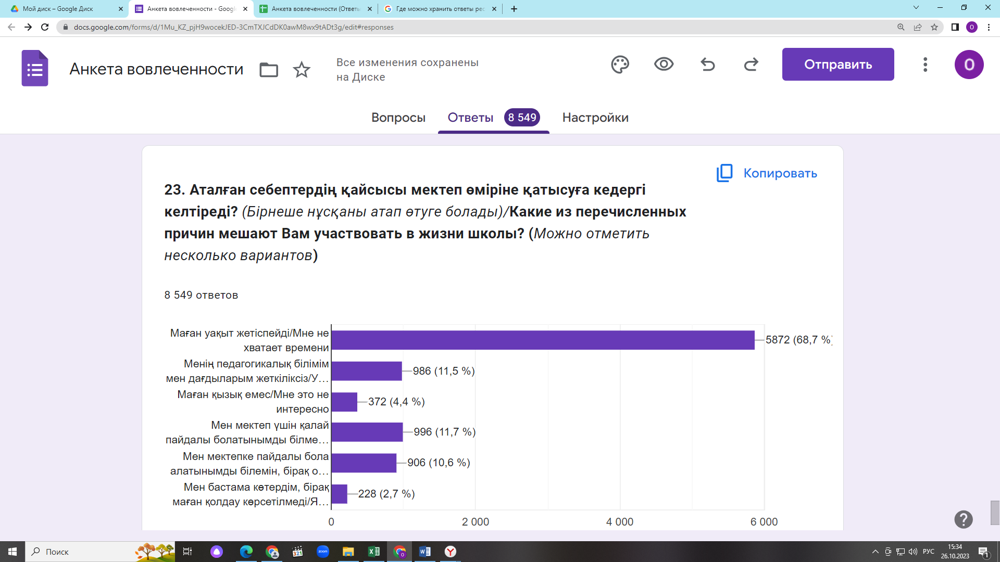 Мой диск – Google Диск
Анкета вовлеченности - Google
Анкета вовлеченности (Ответы
Где можно хранить ответы рес
docs.google.com/forms/d/1Mu_KZ_pjH9wocekJED-3CmTXJCdDK0awM8wx9tADt3g/edit#responses
O
Анкета вовлеченности
Все изменения сохранены
на Диске
Отправить
O
Вопросы
Ответы
8 549
Настройки
Копировать
23. Аталған себептердің қайсысы мектеп өміріне қатысуға кедергі
келтіреді? (Бірнеше нұсқаны атап өтуге болады)/Какие из перечисленных
причин мешают Вам участвовать в жизни школы? (Можно отметить
несколько вариантов)
8 549 ответов
Маған уақыт жетіспейді/Мне не
хватает времени
5872 (68,7 %)
Менің педагогикалық білімім
мен дағдыларым жеткіліксіз/У…
986 (11,5 %)
Маған қызық емес/Мне это не
интересно
372 (4,4 %)
Мен мектеп үшін қалай
пайдалы болатынымды білме…
996 (11,7 %)
Мен мектепке пайдалы бола
алатынымды білемін, бірақ о…
906 (10,6 %)
Мен бастама көтердім, бірақ
маған қолдау көрсетілмеді/Я…
228 (2,7 %)
0
2 000
4 000
6 000
Поиск
321
zoom
РУС
15:34
26.10.2023
1